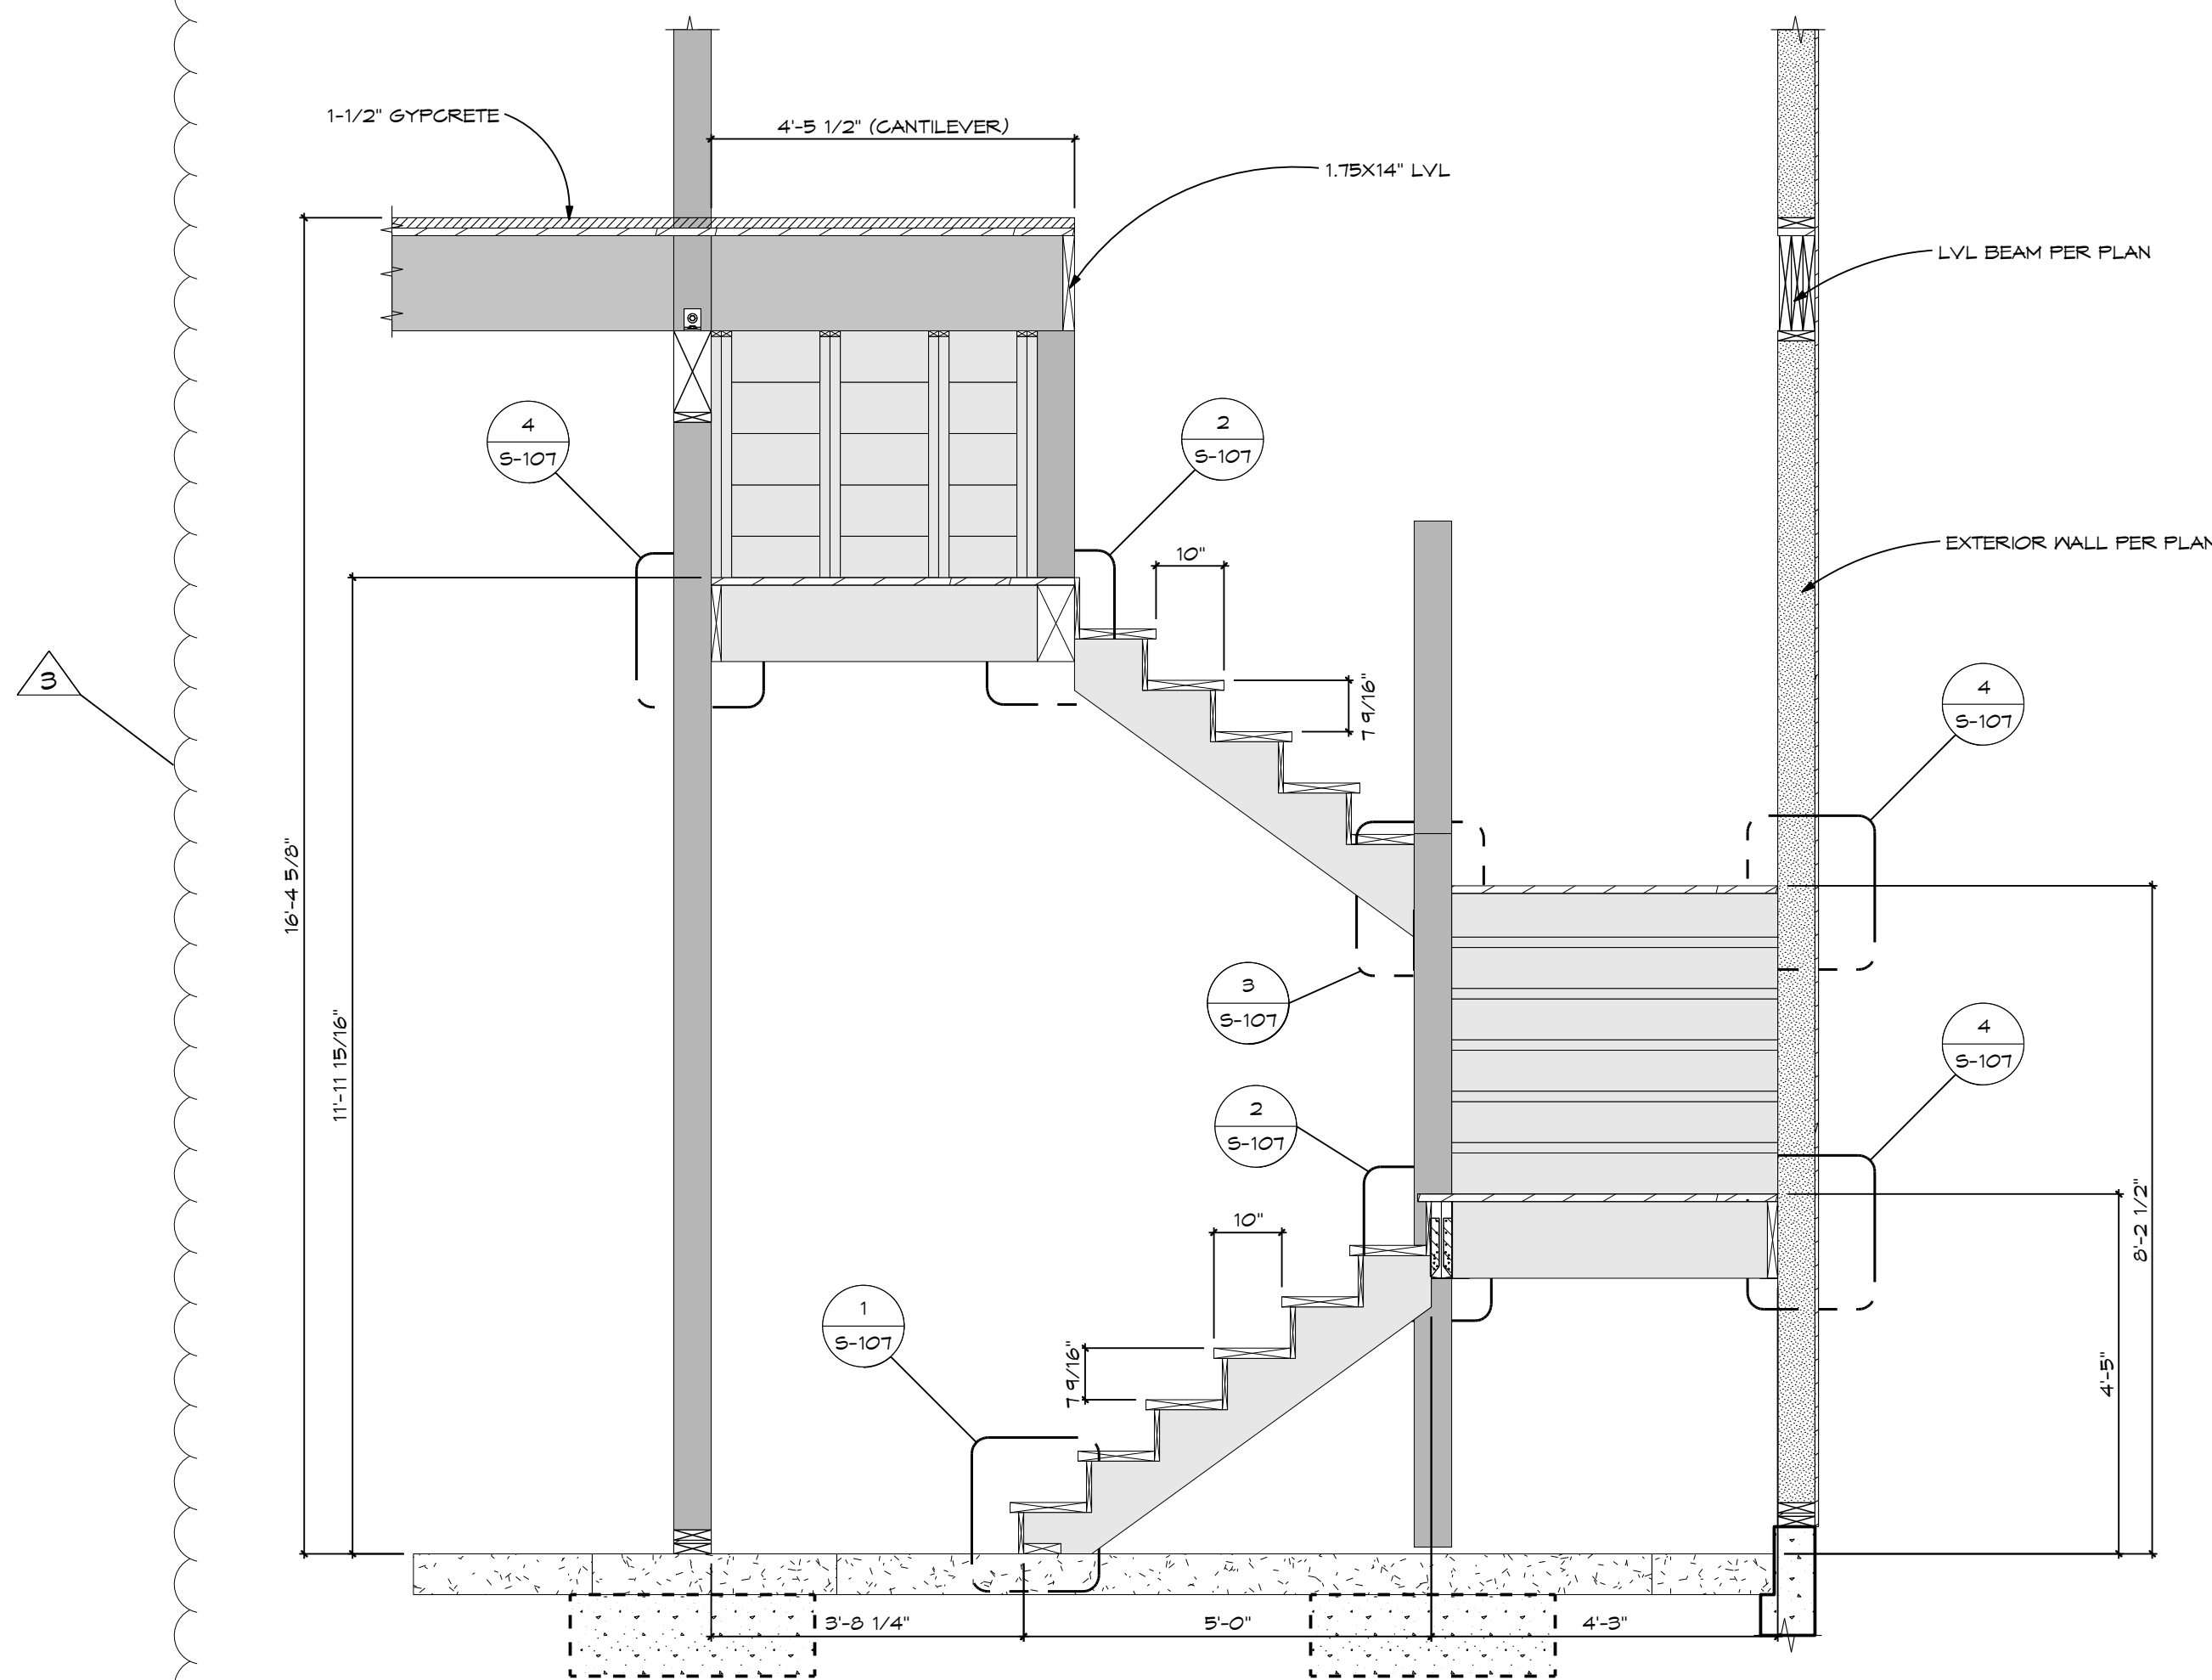 1-1/2" GYPCRETE
4'-5 1/2" (CANTILEVER)
1.75X14" LVL
LVL BEAM PER PLAN
4
S-107
2
S-107
EXTERIOR WALL PER PLAN
10"
7 9/16"
3
4
S-107
16'-4 5/8"
11'-11 15/16"
3
S-107
4
S-107
2
S-107
10"
8'-2 1/2"
4'-5"
1
S-107
7 9/16"
3'-8 1/4"
5'-0"
4'-3"